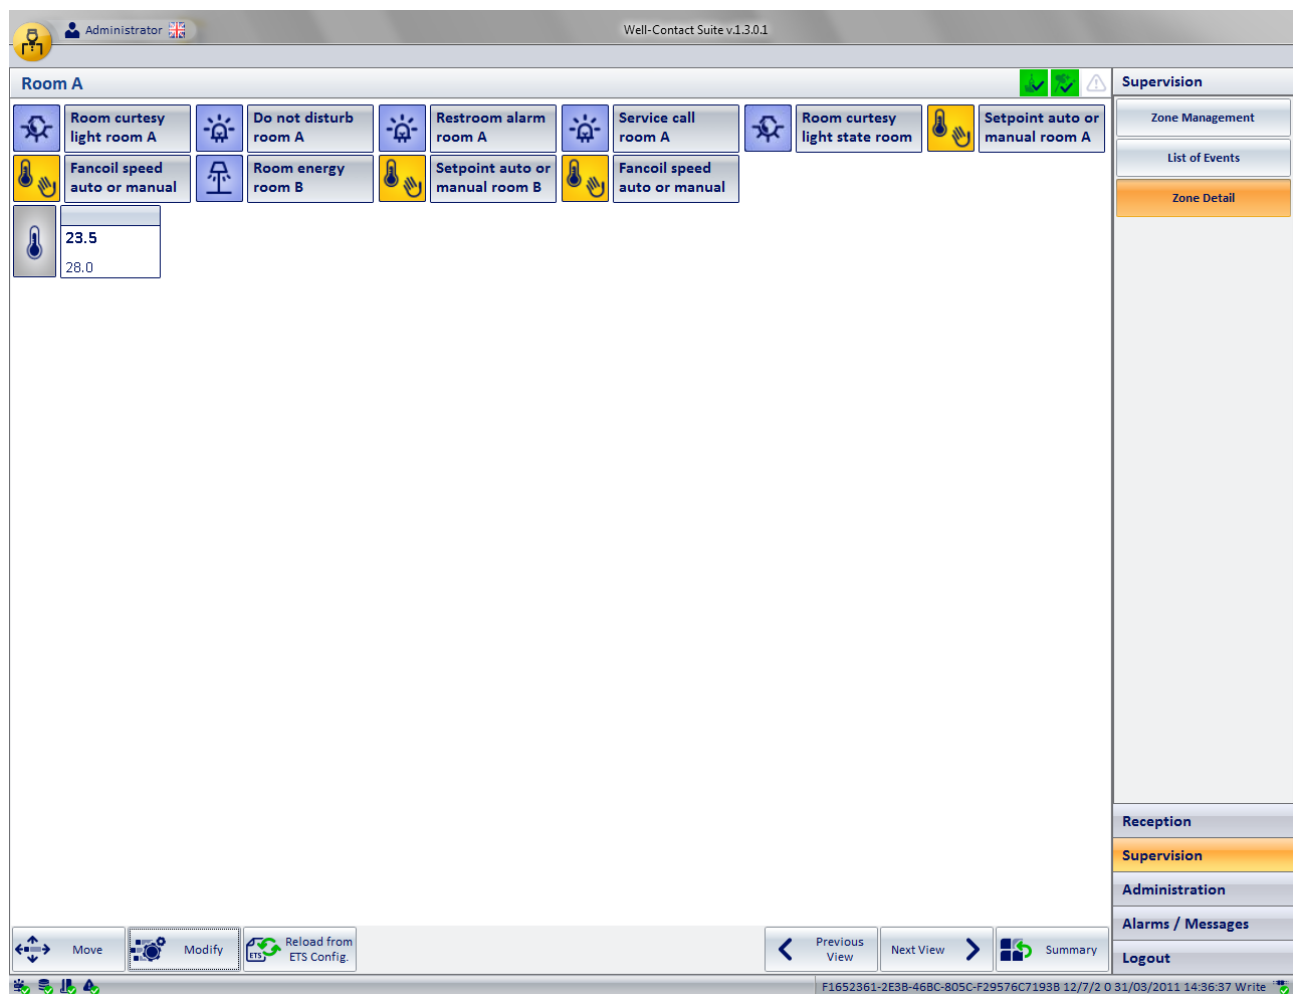 Administrator
Well-Contact Suite v.1.3.0.1
Room A
Supervision
Room curtesy
light room A
Do not disturb
room A
Restroom alarm
room A
Service call
room A
Room curtesy
light state room
Setpoint auto or
manual room A
Fancoil speed
auto or manual
Room energy
room B
Setpoint auto or
manual room B
Fancoil speed
auto or manual
23.5
28.0
Zone Management
List of Events
Zone Detail
Reception
Supervision
Administration
Alarms / Messages
Logout
Move
Modify
ETS
Reload from
ETS Config.
Previous
View
Next View
Summary
F1652361-2E3B-46BC-805C-F29576C7193B 12/7/2 0 31/03/2011 14:36:37 Write